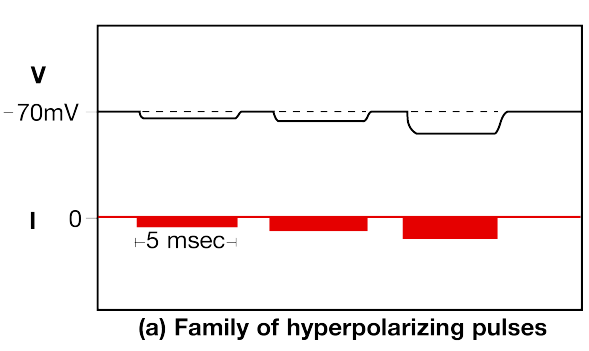 V
-70mV
I 0
5 msec
(a) Family of hyperpolarizing pulses